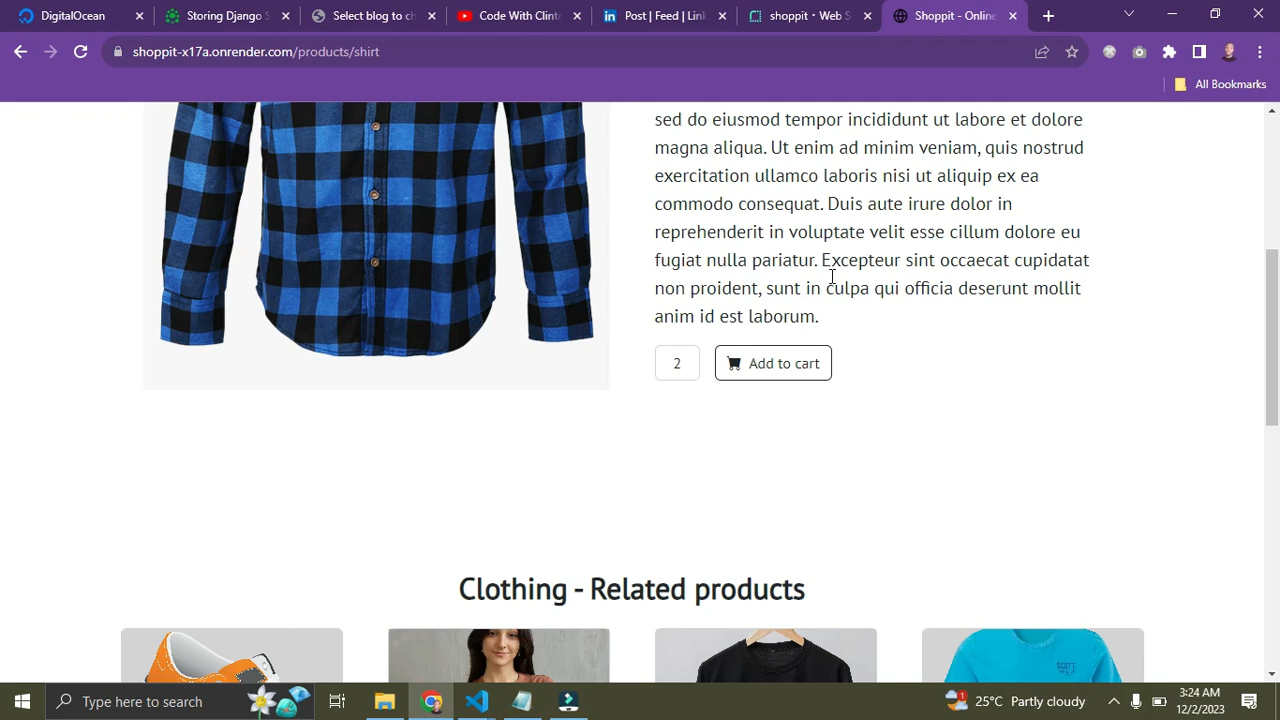 DigitalOcean
Storing Django S
Select blog to ch
Code With Clint
Post | Feed | Link
shoppit · Web S
Shoppit - Online
shoppit-x17a.onrender.com/products/shirt
All Bookmarks
sed do eiusmod tempor incididunt ut labore et dolore
magna aliqua. Ut enim ad minim veniam, quis nostrud
exercitation ullamco laboris nisi ut aliquip ex ea
commodo consequat. Duis aute irure dolor in
reprehenderit in voluptate velit esse cillum dolore eu
fugiat nulla pariatur. Excepteur sint occaecat cupidatat
non proident, sunt in culpa qui officia deserunt mollit
anim id est laborum.
2
Add to cart
Clothing - Related products
SCOTT
Type here to search
1
25°C Partly cloudy
3:24 AM
12/2/2023